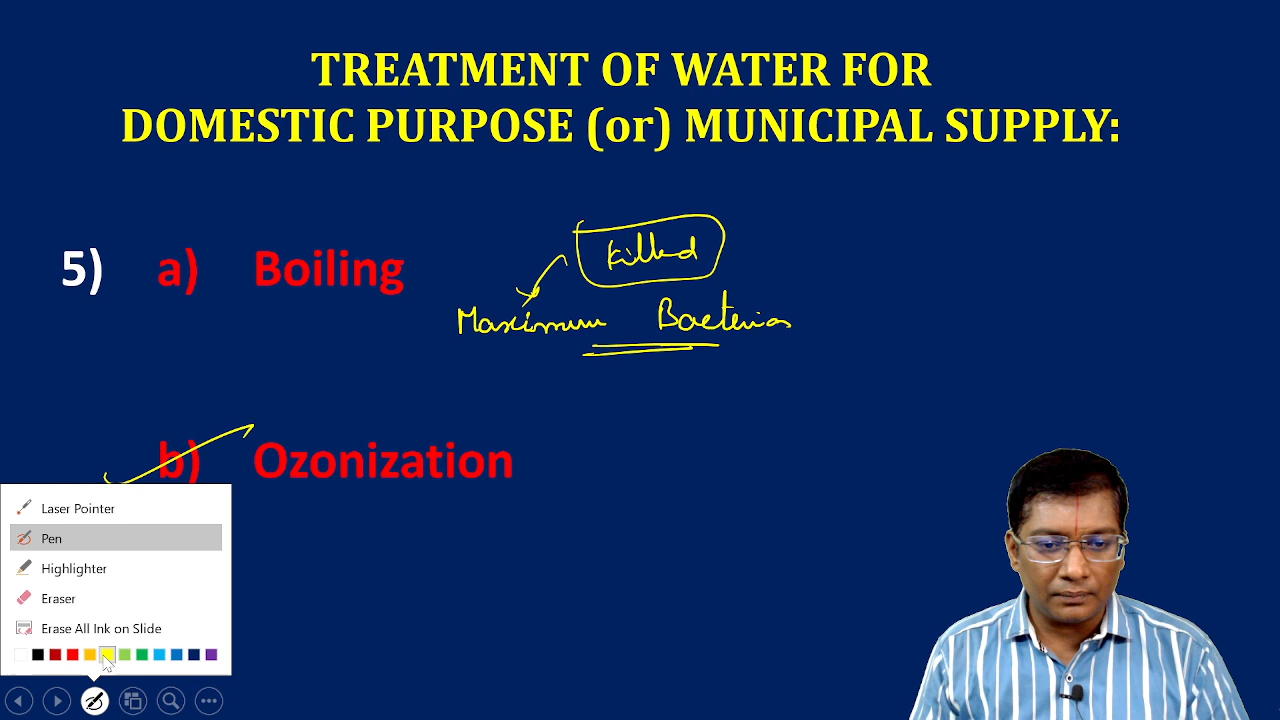 TREATMENT OF WATER FOR
DOMESTIC PURPOSE (or) MUNICIPAL SUPPLY:
Killed
5) a) Boiling
Maximum Bacterias
b) Ozonization
Laser Pointer
Pen
Highlighter
Eraser
Erase All Ink on Slide